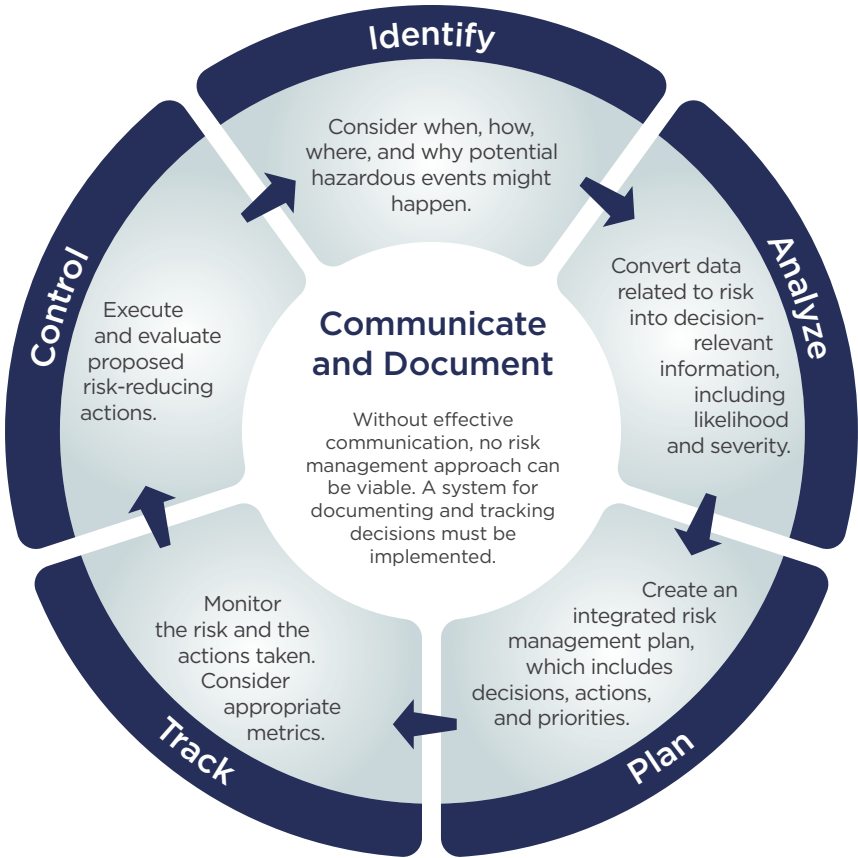 Identify
Consider when, how,
where, and why potential
hazardous events might
happen.
Analyze
Convert data
related to risk
into decision-
relevant
information,
including
likelihood
and severity.
Plan
Create an
integrated risk
management plan,
which includes
decisions, actions,
and priorities.
Track
Monitor
the risk and the
actions taken.
Consider
appropriate
metrics.
Control
Execute
and evaluate
proposed
risk-reducing
actions.
Communicate
and Document
Without effective
communication, no risk
management approach can
be viable. A system for
documenting and tracking
decisions must be
implemented.